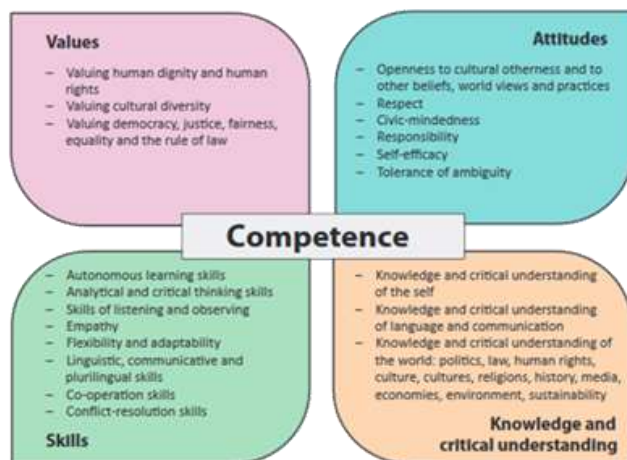 Values
– Valuing human dignity and human
rights
– Valuing cultural diversity
– Valuing democracy, justice, fairness,
equality and the rule of law
Attitudes
– Openness to cultural otherness and to
other beliefs, world views and practices
– Respect
– Civic-mindedness
– Responsibility
– Self-efficacy
– Tolerance of ambiguity
Competence
– Autonomous learning skills
– Analytical and critical thinking skills
– Skills of listening and observing
– Empathy
– Flexibility and adaptability
– Linguistic, communicative and
plurilingual skills
– Co-operation skills
– Conflict-resolution skills
Skills
– Knowledge and critical understanding
of the self
– Knowledge and critical understanding
of language and communication
– Knowledge and critical understanding of
the world: politics, law, human rights,
culture, cultures, religions, history, media,
economies, environment, sustainability
Knowledge and
critical understanding